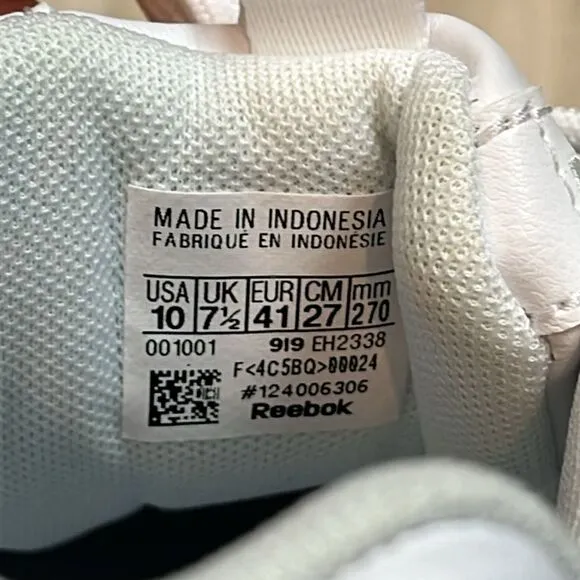 MADE IN INDONESIA
FABRIQUÉ EN INDONÉSIE
USA UK EUR CM mm
10 7½ 41 27 270
001001 919 EH2338
F<4C5BQ>00024
#124006306
Reebok